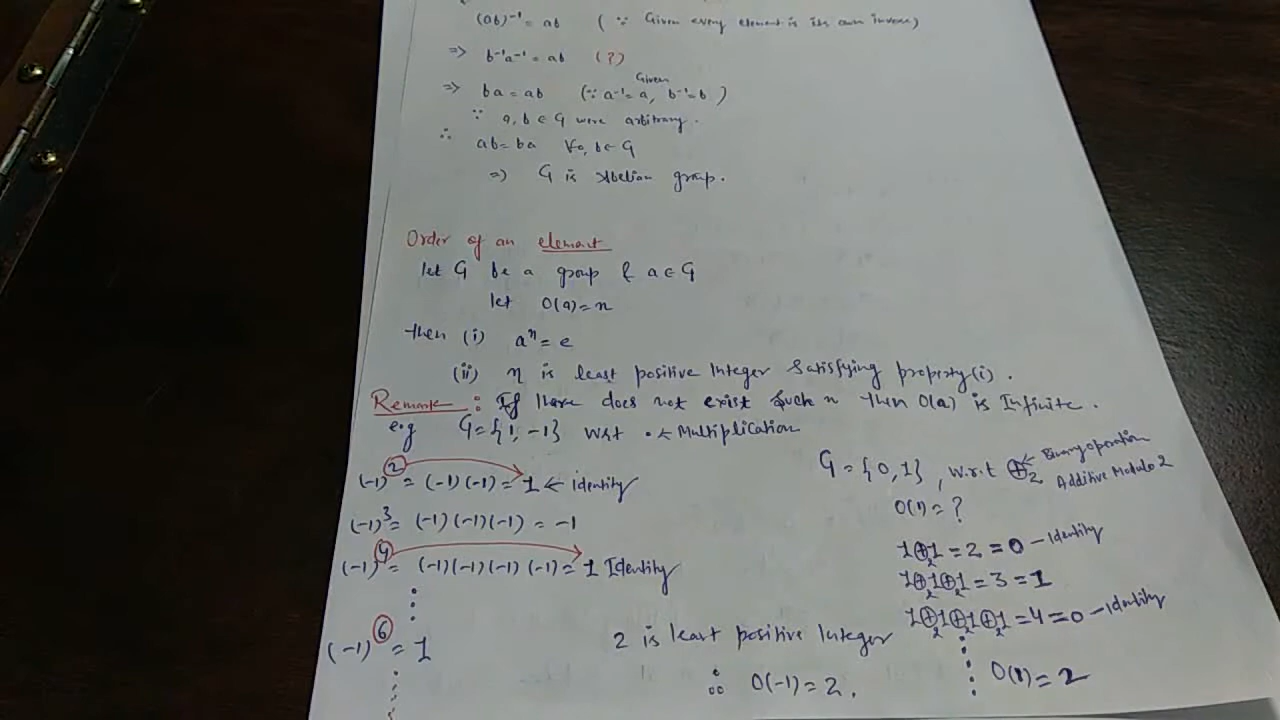 (ab)⁻¹ = ab (∵ Given every element is its own inverse)
⇒ b⁻¹a⁻¹ = ab (?)
Given
⇒ ba = ab (∵ a⁻¹=a, b⁻¹=b)
∵ a, b ∈ G were arbitrary.
∴ ab = ba ∀a, b ∈ G
⇒ G is Abelian group.
Order of an element
let G be a group & a ∈ G
let O(a) = n
then (i) aⁿ = e
(ii) n is least positive Integer Satisfying property(i).
Remark : If there does not exist such n then O(a) is Infinite.
e.g G = {1, -1} wrt · ← Multiplication
(-1)² = (-1)(-1) = 1 ← identity
(-1)³ = (-1)(-1)(-1) = -1
(-1)⁴ = (-1)(-1)(-1)(-1) = 1 Identity
(-1)⁶ = 1
2 is least positive Integer
∴ O(-1) = 2.
G = {0, 1}, w.r.t ⊕₂ ← Binary operation
Additive Modulo 2
O(1) = ?
1⊕₂1 = 2 = 0 – Identity
1⊕₂1⊕₂1 = 3 = 1
1⊕₂1⊕₂1⊕₂1 = 4 = 0 – Identity
O(1) = 2